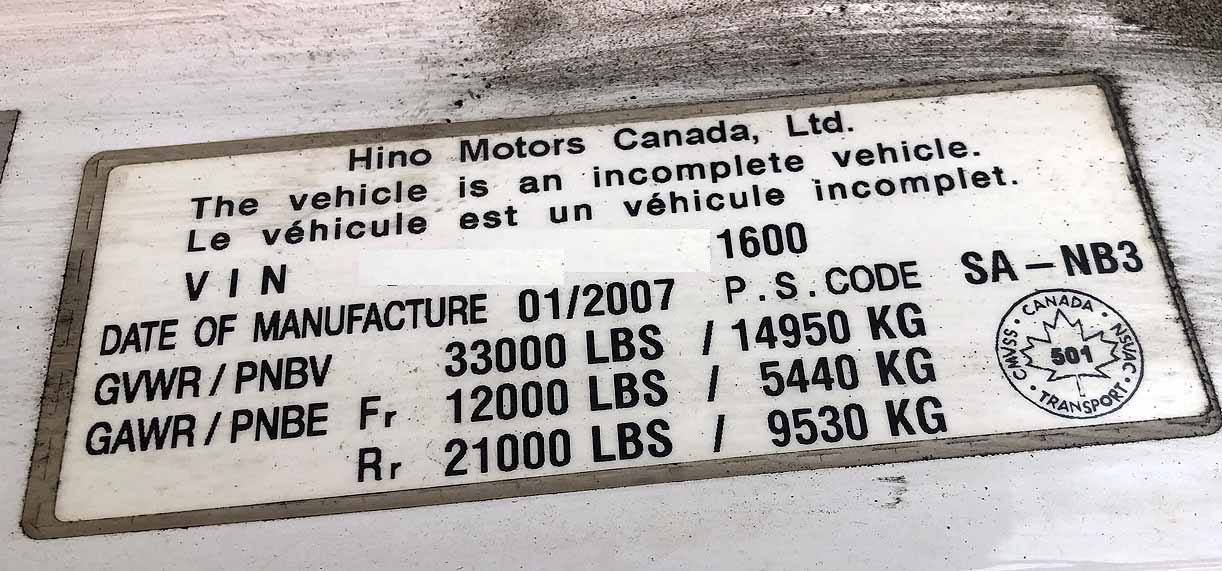 Hino Motors Canada, Ltd.
The vehicle is an incomplete vehicle.
Le véhicule est un véhicule incomplet.
VIN 1600
DATE OF MANUFACTURE 01/2007 P.S.CODE SA-NB3
GVWR/PNBV 33000 LBS / 14950 KG
GAWR/PNBE Fr 12000 LBS / 5440 KG
Rr 21000 LBS / 9530 KG
CANADA · NSVAC · TRANSPORT · CMVSS ·
501